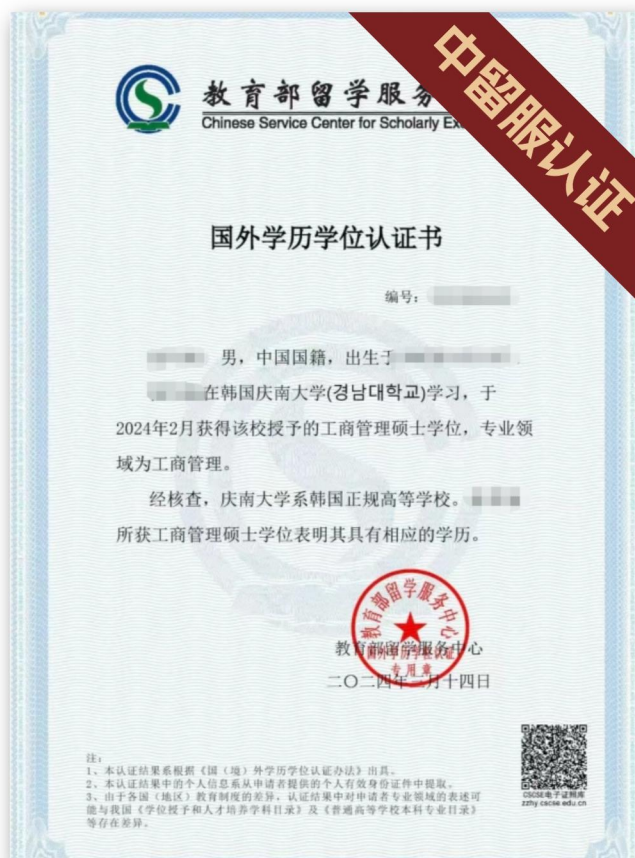 教育部留学服务
Chinese Service Center for Scholarly Ex
中留服认证
国外学历学位认证书
编号：
男，中国国籍，出生于
在韩国庆南大学(경남대학교)学习，于
2024年2月获得该校授予的工商管理硕士学位，专业领
域为工商管理。
经核查，庆南大学系韩国正规高等学校。
所获工商管理硕士学位表明其具有相应的学历。
教育部留学服务中心
国外学历学位认证
专用章
教育部留学服务中心
二〇二四年二月十四日
注：
1、本认证结果系根据《国（境）外学历学位认证办法》出具。
2、本认证结果中的个人信息系从申请者提供的个人有效身份证件中提取。
3、由于各国（地区）教育制度的差异，认证结果中对申请者专业领域的表述可
能与我国《学位授予和人才培养学科目录》及《普通高等学校本科专业目录》
等存在差异。
CSCSE电子证照库
zzhy.cscse.edu.cn